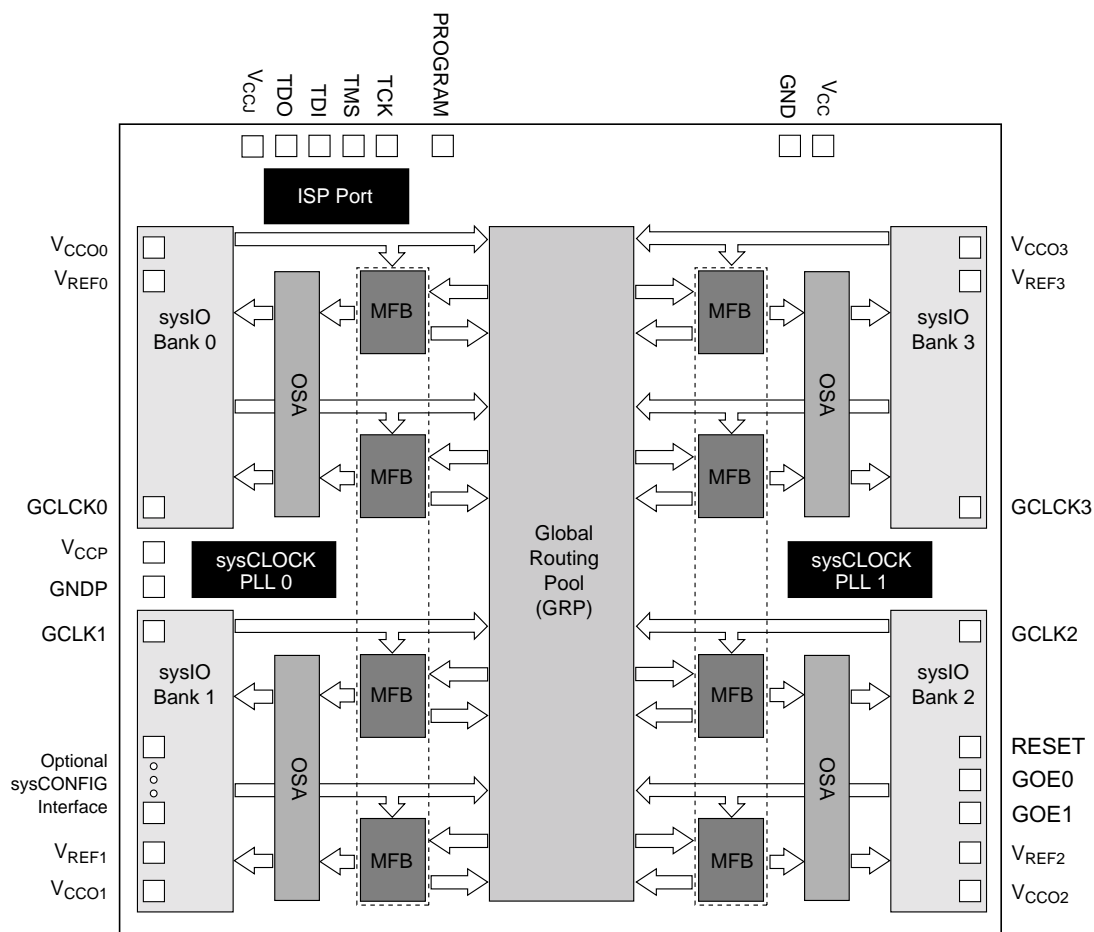 VCCJ
TDO
TDI
TMS
TCK
PROGRAM
GND
VCC
ISP Port
VCCO0
VREF0
sysIO
Bank 0
OSA
MFB
MFB
GCLCK0
VCCP
GNDP
sysCLOCK
PLL 0
GCLK1
sysIO
Bank 1
OSA
MFB
MFB
Optional
sysCONFIG
Interface
VREF1
VCCO1
Global
Routing
Pool
(GRP)
MFB
MFB
OSA
sysIO
Bank 3
VCCO3
VREF3
GCLCK3
sysCLOCK
PLL 1
GCLK2
MFB
MFB
OSA
sysIO
Bank 2
RESET
GOE0
GOE1
VREF2
VCCO2